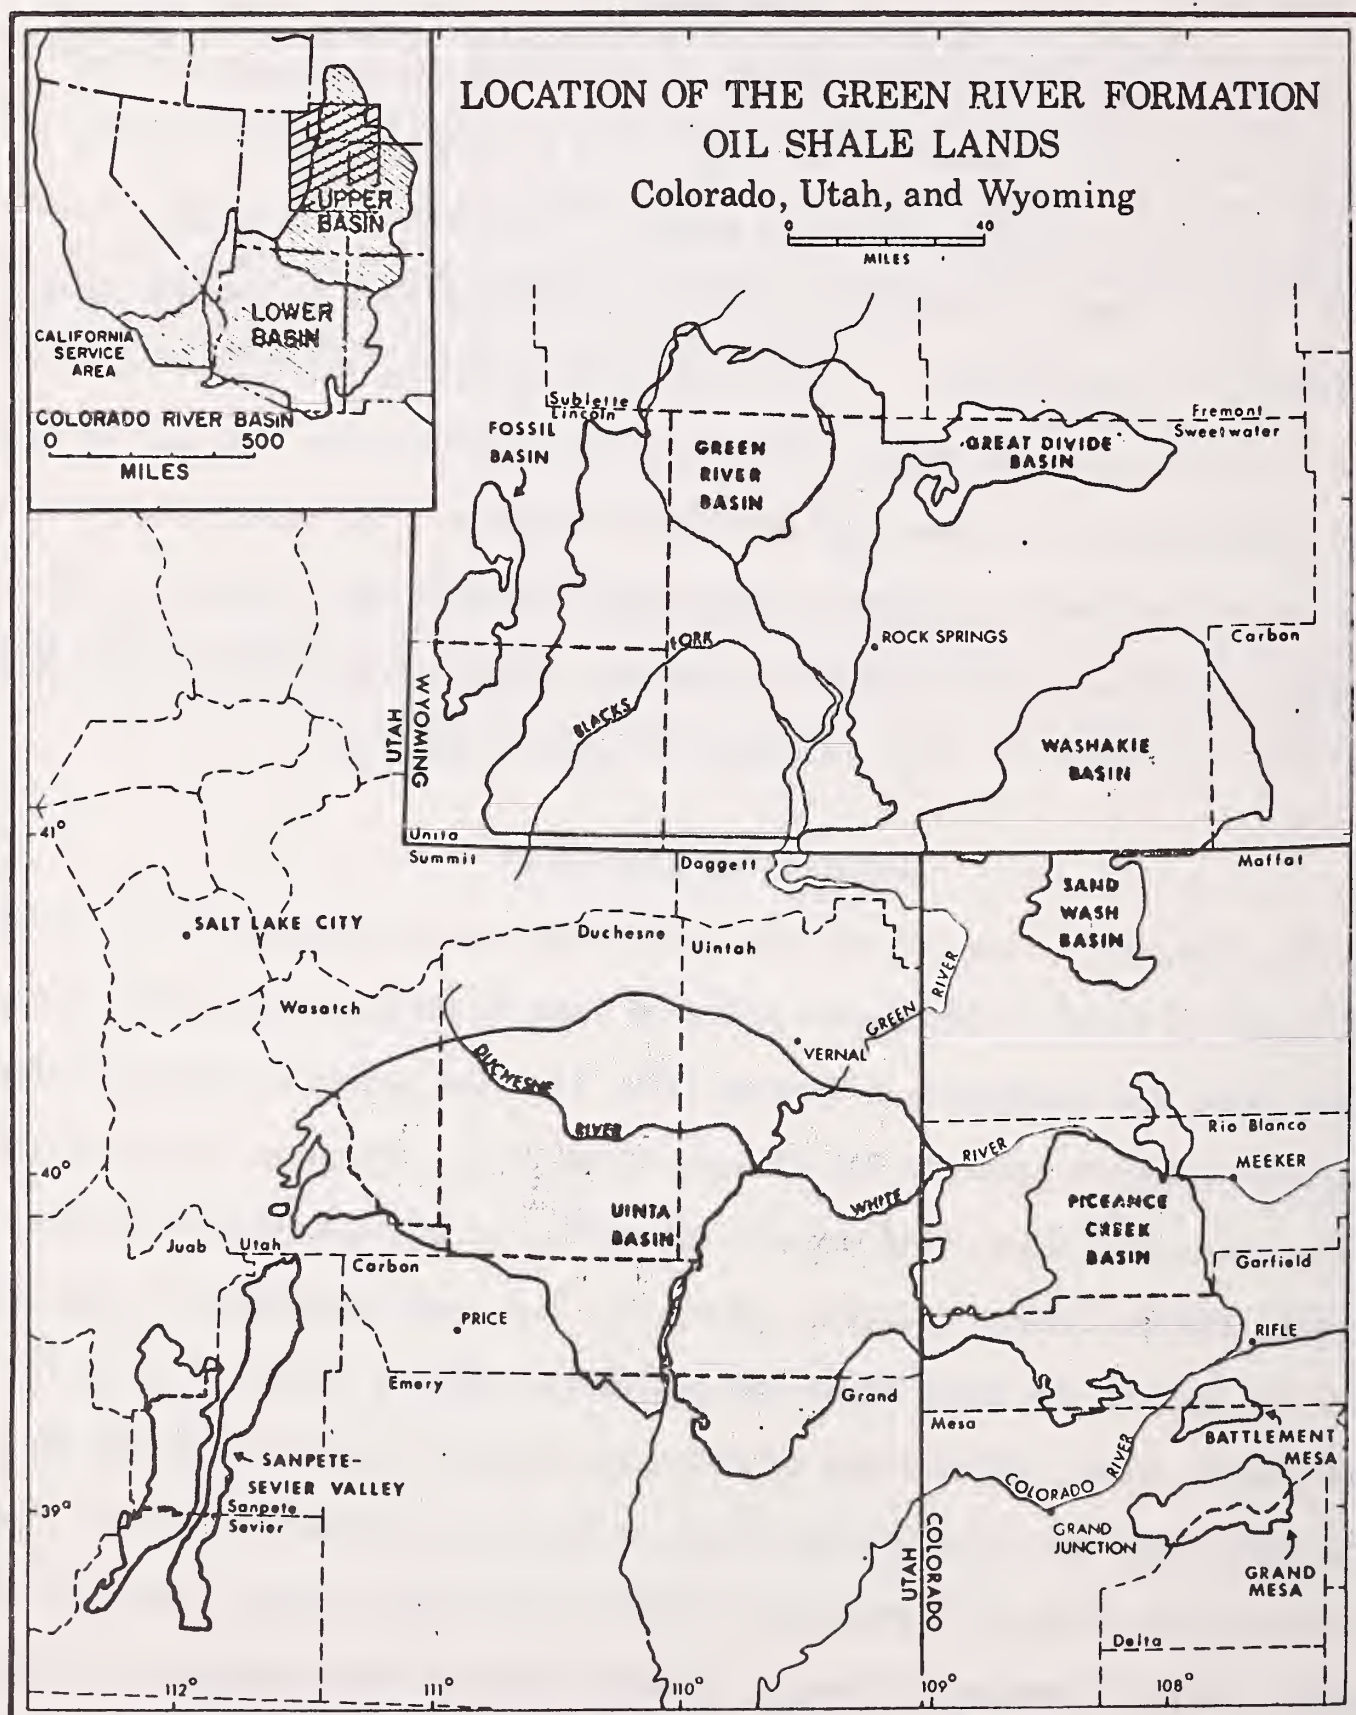 LOCATION OF THE GREEN RIVER FORMATION
OIL SHALE LANDS
Colorado, Utah, and Wyoming
0 40
MILES
UPPER
BASIN
LOWER
BASIN
CALIFORNIA
SERVICE
AREA
COLORADO RIVER BASIN
0 500
MILES
Sublette
Lincoln
Fremont
Sweetwater
FOSSIL
BASIN
GREEN
RIVER
BASIN
GREAT DIVIDE
BASIN
FORK
BLACKS
ROCK SPRINGS
Carbon
UTAH
WYOMING
WASHAKIE
BASIN
41°
Unita
Summit
Daggett
Moffat
SAND
WASH
BASIN
SALT LAKE CITY
Duchesne
Uintah
Wasatch
GREEN
RIVER
VERNAL
DUCHESNE
RIVER
Rio Blanco
RIVER
MEEKER
40°
WHITE
UINTA
BASIN
PICEANCE
CREEK
BASIN
Juab
Utah
Carbon
Garfield
PRICE
RIFLE
Emery
Grand
Mesa
BATTLEMENT
MESA
SANPETE-
SEVIER VALLEY
COLORADO
RIVER
39°
Sanpete
Sevier
GRAND
JUNCTION
COLORADO
UTAH
GRAND
MESA
Delta
112°
111°
110°
109°
108°